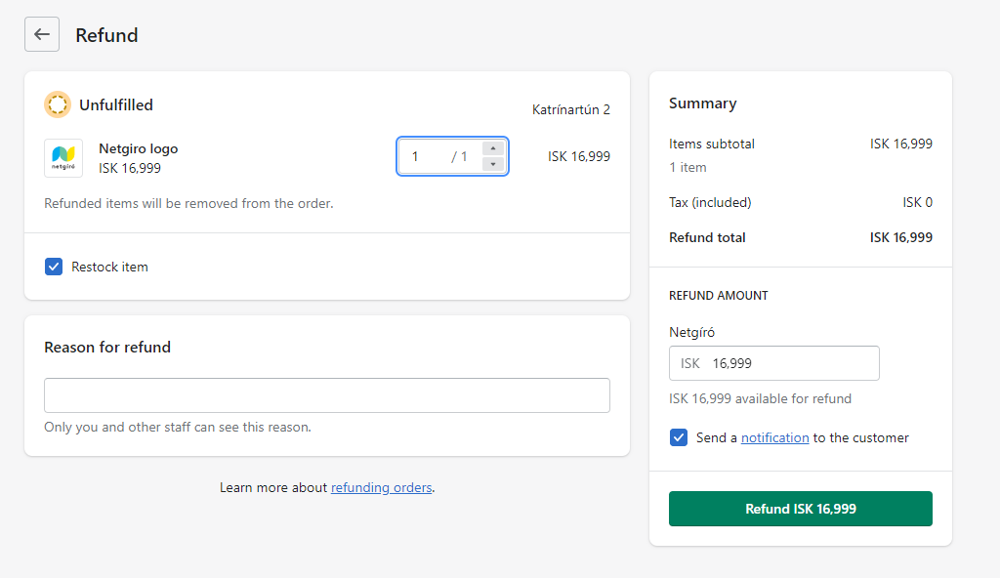 Refund
Unfulfilled
Katrínartún 2
netgíró
Netgiro logo
ISK 16,999
1 / 1
ISK 16,999
Refunded items will be removed from the order.
Restock item
Reason for refund
Only you and other staff can see this reason.
Learn more about refunding orders.
Summary
Items subtotal ISK 16,999
1 item
Tax (included) ISK 0
Refund total ISK 16,999
REFUND AMOUNT
Netgíró
ISK 16,999
ISK 16,999 available for refund
Send a notification to the customer
Refund ISK 16,999